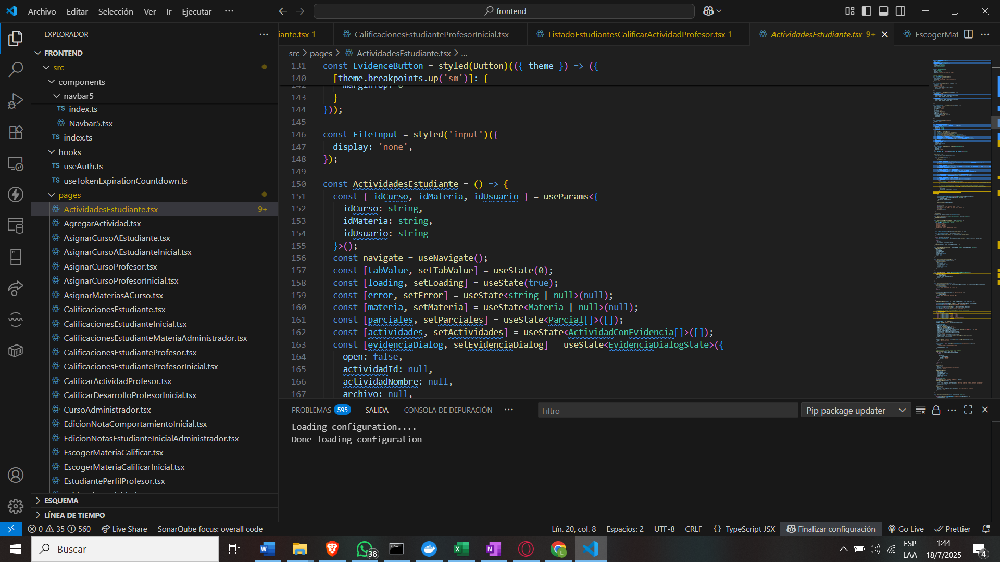 Archivo Editar Selección Ver Ir Ejecutar ...
frontend
EXPLORADOR
iante.tsx 1
CalificacionesEstudianteProfesorInicial.tsx
ListadoEstudiantesCalificarActividadProfesor.tsx 1
ActividadesEstudiante.tsx 9+
EscogerMat
src > pages > ActividadesEstudiante.tsx > ...
FRONTEND
src
components
navbar5
TS index.ts
Navbar5.tsx
TS index.ts
hooks
TS useAuth.ts
TS useTokenExpirationCountdown.ts
pages
ActividadesEstudiante.tsx 9+
AgregarActividad.tsx
AsignarCursoAEstudiante.tsx
AsignarCursoAEstudianteInicial.tsx
AsignarCursoProfesor.tsx
AsignarCursoProfesorInicial.tsx
AsignarMateriasACurso.tsx
CalificacionesEstudiante.tsx
CalificacionesEstudianteInicial.tsx
CalificacionesEstudianteMateriaAdministrador.tsx
CalificacionesEstudianteProfesor.tsx
CalificacionesEstudianteProfesorInicial.tsx
CalificarActividadProfesor.tsx
CalificarDesarrolloProfesorInicial.tsx
CursoAdministrador.tsx
EdicionNotaComportamientoInicial.tsx
EdicionNotasEstudianteInicialAdministrador.tsx
EscogerMateriaCalificar.tsx
EscogerMateriaCalificarInicial.tsx
EstudiantePerfilProfesor.tsx
ESQUEMA
LÍNEA DE TIEMPO
131 const EvidenceButton = styled(Button)(({ theme }) => ({
140 [theme.breakpoints.up('sm')]: {
143 }
144 }));
145
146 const FileInput = styled('input')({
147 display: 'none',
148 });
149
150 const ActividadesEstudiante = () => {
151 const { idCurso, idMateria, idUsuario } = useParams<{
152 idCurso: string,
153 idMateria: string,
154 idUsuario: string
155 }>();
156 const navigate = useNavigate();
157 const [tabValue, setTabValue] = useState(0);
158 const [loading, setLoading] = useState(true);
159 const [error, setError] = useState<string | null>(null);
160 const [materia, setMateria] = useState<Materia | null>(null);
161 const [parciales, setParciales] = useState<Parcial[]>([]);
162 const [actividades, setActividades] = useState<ActividadConEvidencia[]>([]);
163 const [evidenciaDialog, setEvidenciaDialog] = useState<EvidenciaDialogState>({
164 open: false,
165 actividadId: null,
166 actividadNombre: null,
167 archivo: null,
PROBLEMAS 595 SALIDA CONSOLA DE DEPURACIÓN ...
Filtro
Pip package updater
Loading configuration....
Done loading configuration
0 35 560 Live Share SonarQube focus: overall code
Lín. 20, col. 8 Espacios: 2 UTF-8 CRLF {} TypeScript JSX Finalizar configuración Go Live Prettier
Buscar
38
ESP
LAA
1:44
18/7/2025
4